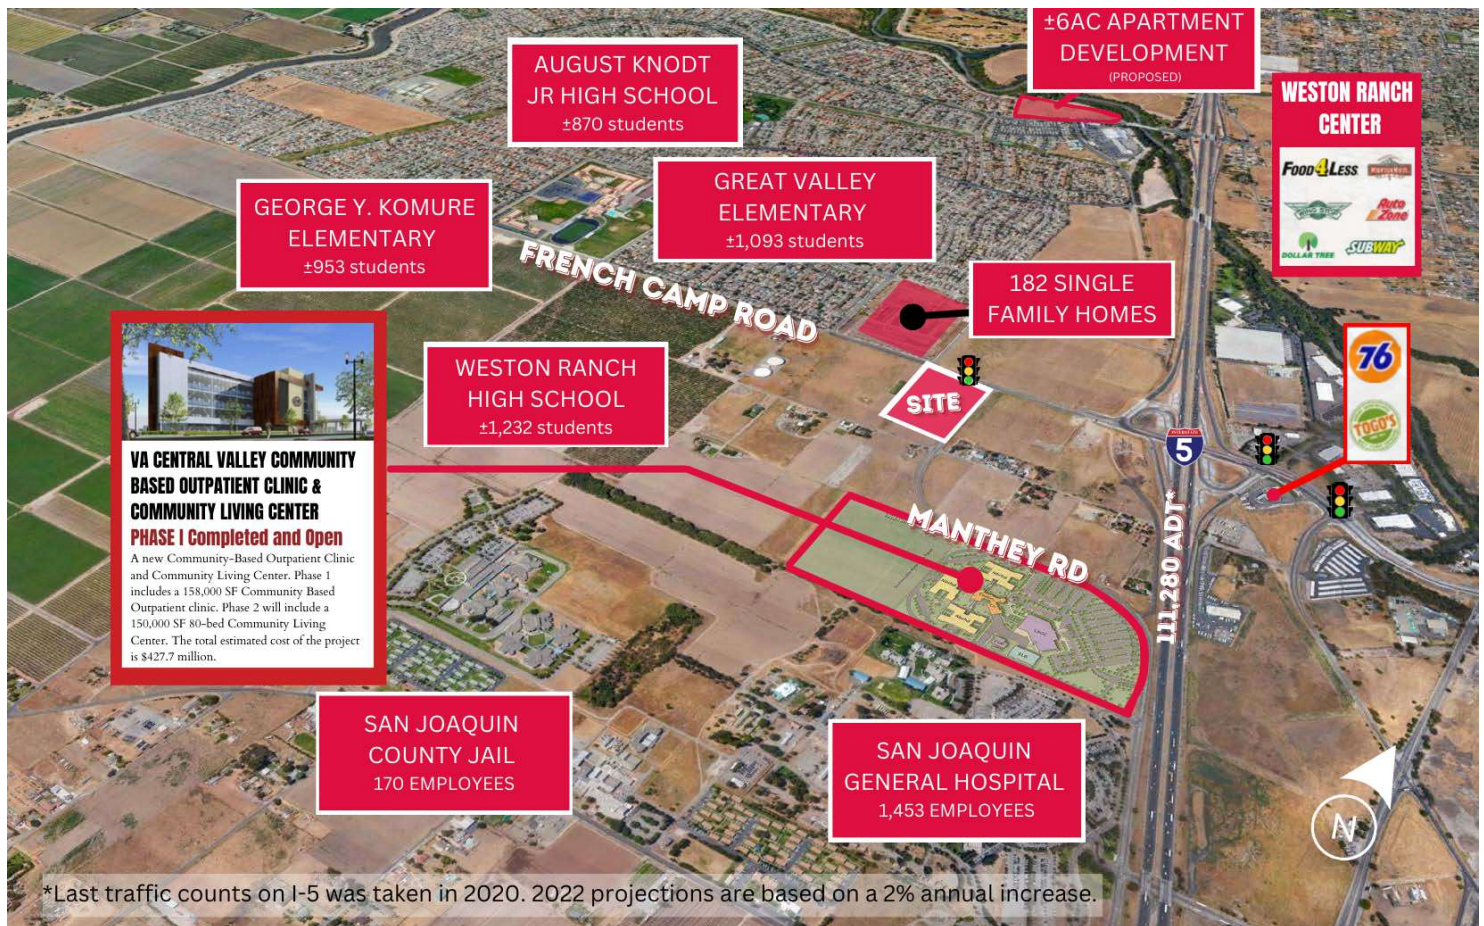 ±6AC APARTMENT
DEVELOPMENT
(PROPOSED)
AUGUST KNODT
JR HIGH SCHOOL
±870 students
WESTON RANCH
CENTER
Food4Less
WINGSTOP
Auto
Zone
DOLLAR TREE
SUBWAY
GREAT VALLEY
ELEMENTARY
±1,093 students
GEORGE Y. KOMURE
ELEMENTARY
±953 students
FRENCH CAMP ROAD
182 SINGLE
FAMILY HOMES
76
TOGO'S
WESTON RANCH
HIGH SCHOOL
±1,232 students
SITE
INTERSTATE
5
VA CENTRAL VALLEY COMMUNITY
BASED OUTPATIENT CLINIC &
COMMUNITY LIVING CENTER
PHASE I Completed and Open
A new Community-Based Outpatient Clinic
and Community Living Center. Phase 1
includes a 158,000 SF Community Based
Outpatient clinic. Phase 2 will include a
150,000 SF 80-bed Community Living
Center. The total estimated cost of the project
is $427.7 million.
MANTHEY RD
111,280 ADT*
SAN JOAQUIN
COUNTY JAIL
170 EMPLOYEES
SAN JOAQUIN
GENERAL HOSPITAL
1,453 EMPLOYEES
N
*Last traffic counts on I-5 was taken in 2020. 2022 projections are based on a 2% annual increase.